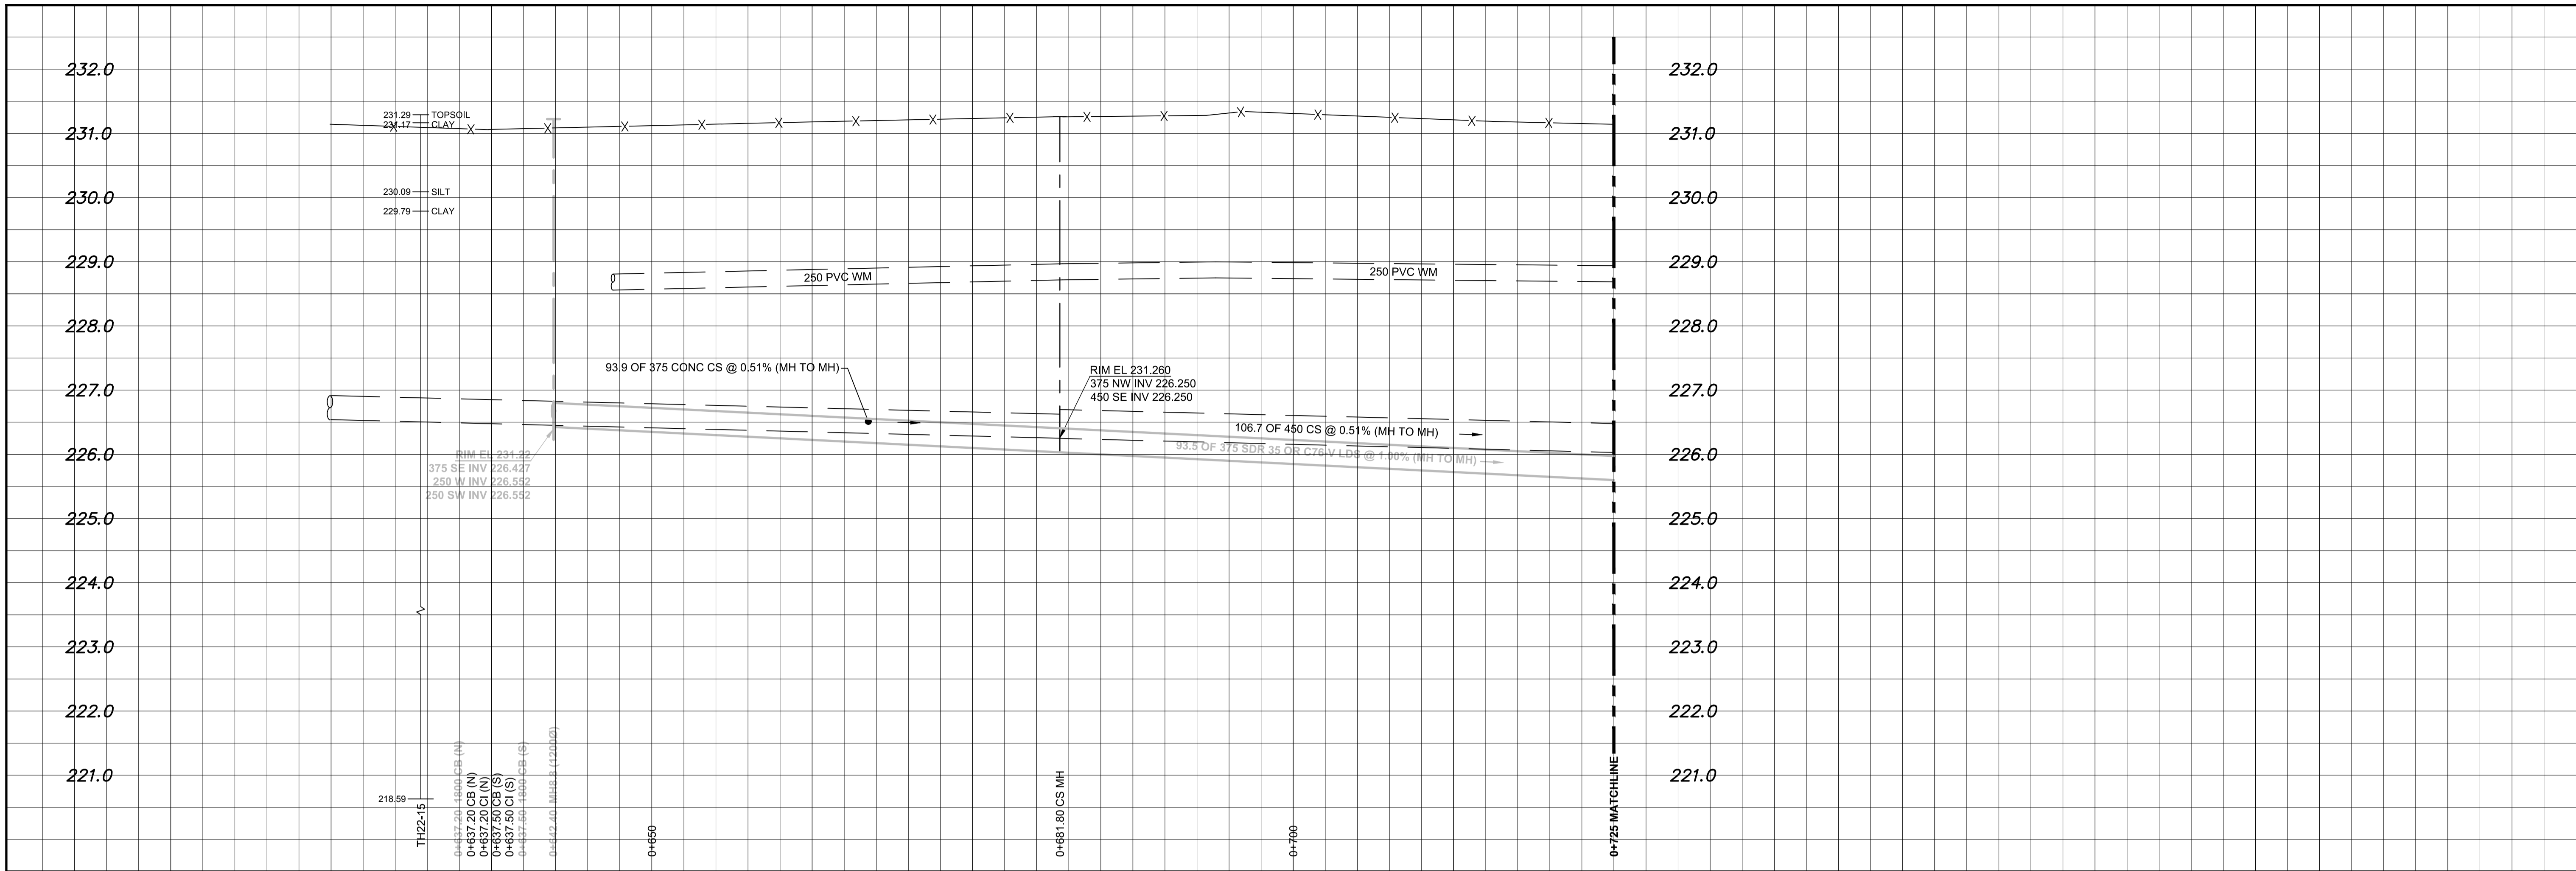 232.0
232.0
231.29 TOPSOIL
231.17 CLAY
231.0
231.0
230.09 SILT
230.0
230.0
229.79 CLAY
229.0
229.0
250 PVC WM
250 PVC WM
228.0
228.0
93.9 OF 375 CONC CS @ 0.51% (MH TO MH)
RIM EL 231.260
375 NW INV 226.250
450 SE INV 226.250
227.0
227.0
106.7 OF 450 CS @ 0.51% (MH TO MH)
93.5 OF 375 SDR 35 OR C76-V LDS @ 1.00% (MH TO MH)
226.0
226.0
RIM EL 231.22
375 SE INV 226.427
250 W INV 226.552
250 SW INV 226.552
225.0
225.0
224.0
224.0
223.0
223.0
222.0
222.0
221.0
221.0
218.59
TH22-15
0+637.20 1800 CB (N)
0+637.20 CB (N)
0+637.20 CI (N)
0+637.50 CB (S)
0+637.50 CI (S)
0+637.50 1800 CB (S)
0+642.40 MH8.8 (1200Ø)
0+650
0+681.80 CS MH
0+700
0+725 MATCHLINE